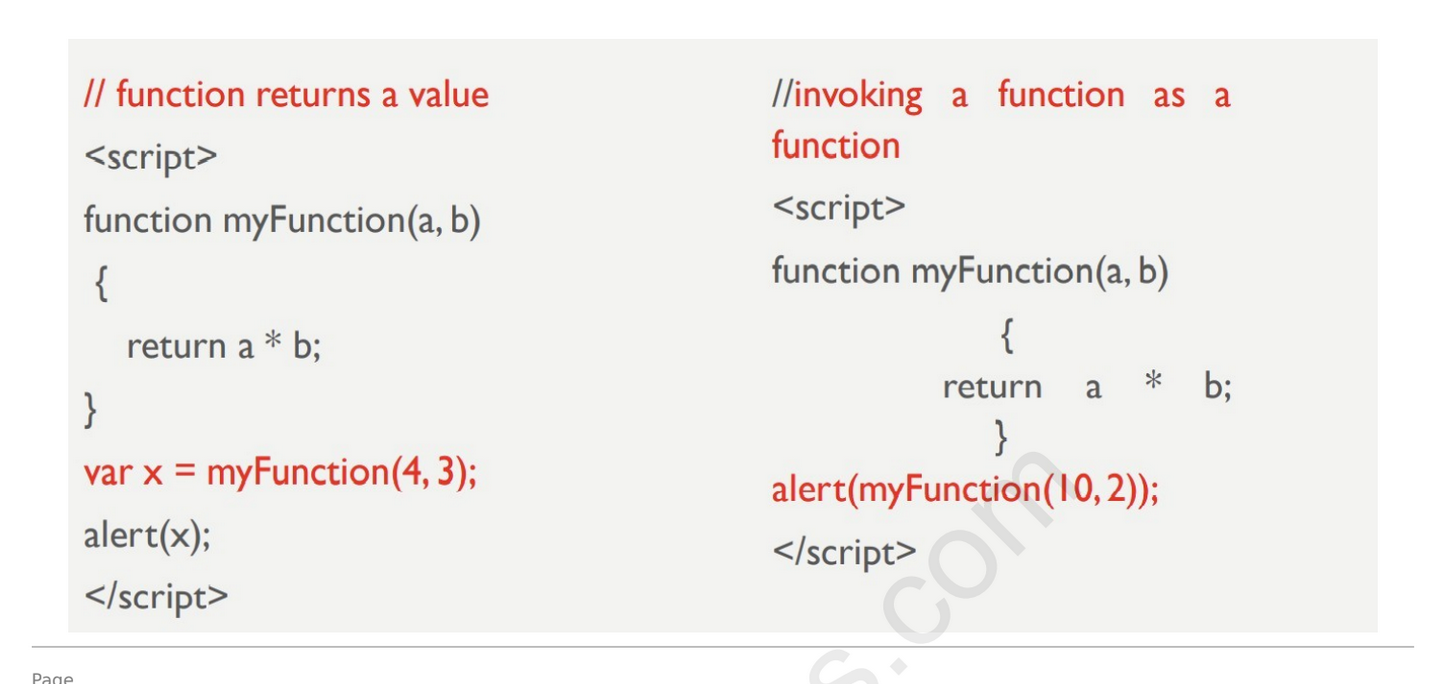 // function returns a value
<script>
function myFunction(a, b)
{
return a * b;
}
var x = myFunction(4, 3);
alert(x);
</script>
//invoking a function as a
function
<script>
function myFunction(a, b)
{
return a * b;
}
alert(myFunction(10, 2));
</script>
s.com
Page